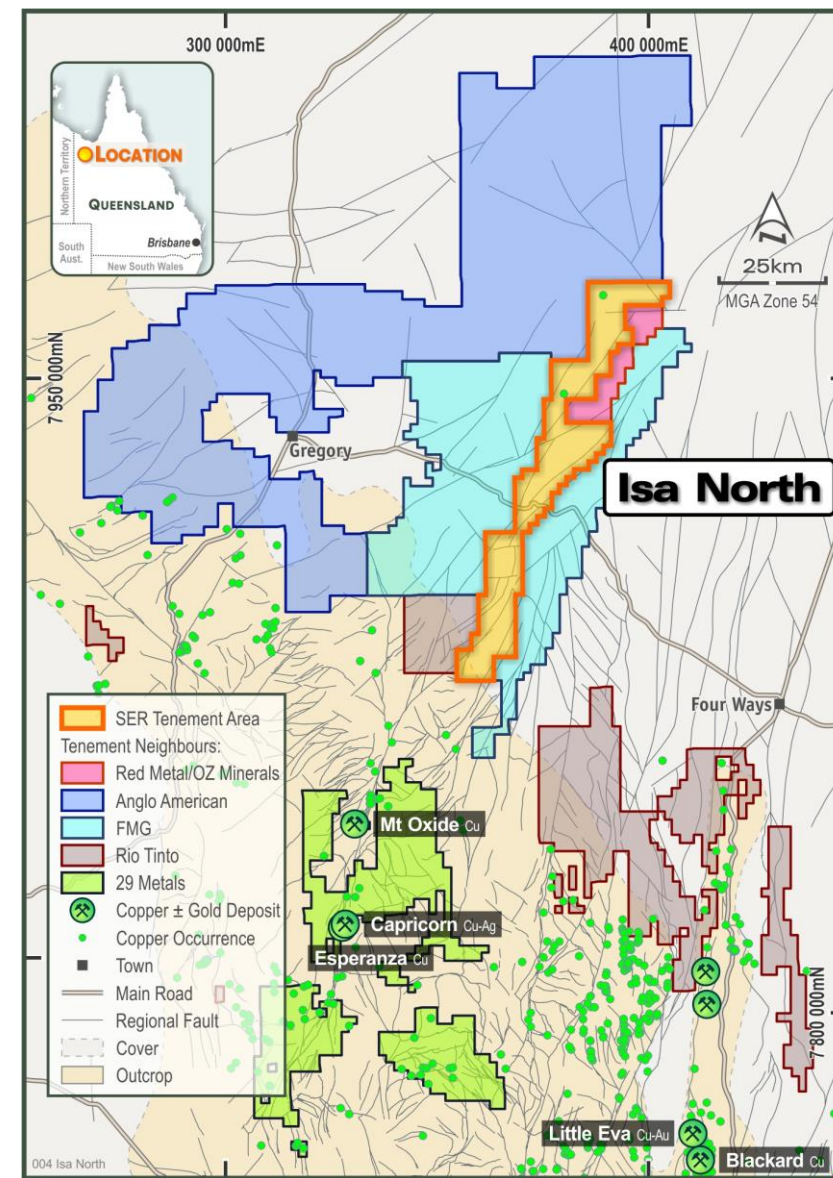 300 000mE
400 000mE
LOCATION
Northern Territory
QUEENSLAND
South
Aust.
Brisbane
New South Wales
N
25km
MGA Zone 54
7 950 000mN
Gregory
Isa North
Four Ways
SER Tenement Area
Tenement Neighbours:
Red Metal/OZ Minerals
Anglo American
FMG
Rio Tinto
29 Metals
Copper ± Gold Deposit
Copper Occurrence
Town
Main Road
Regional Fault
Cover
Outcrop
Mt Oxide Cu
Capricorn Cu-Ag
Esperanza Cu
7 800 000mN
Little Eva Cu-Au
Blackard Cu
004 Isa North